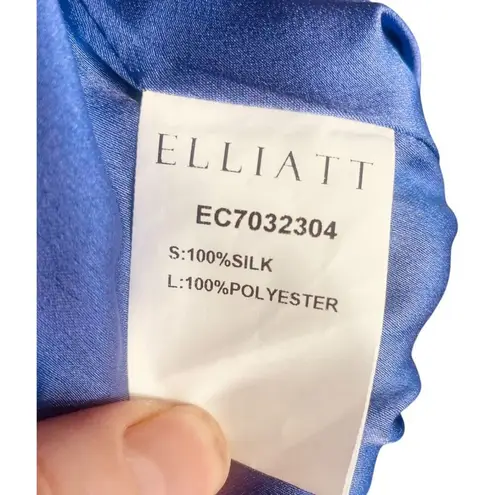 ELLIATT
EC7032304
S:100%SILK
L:100%POLYESTER